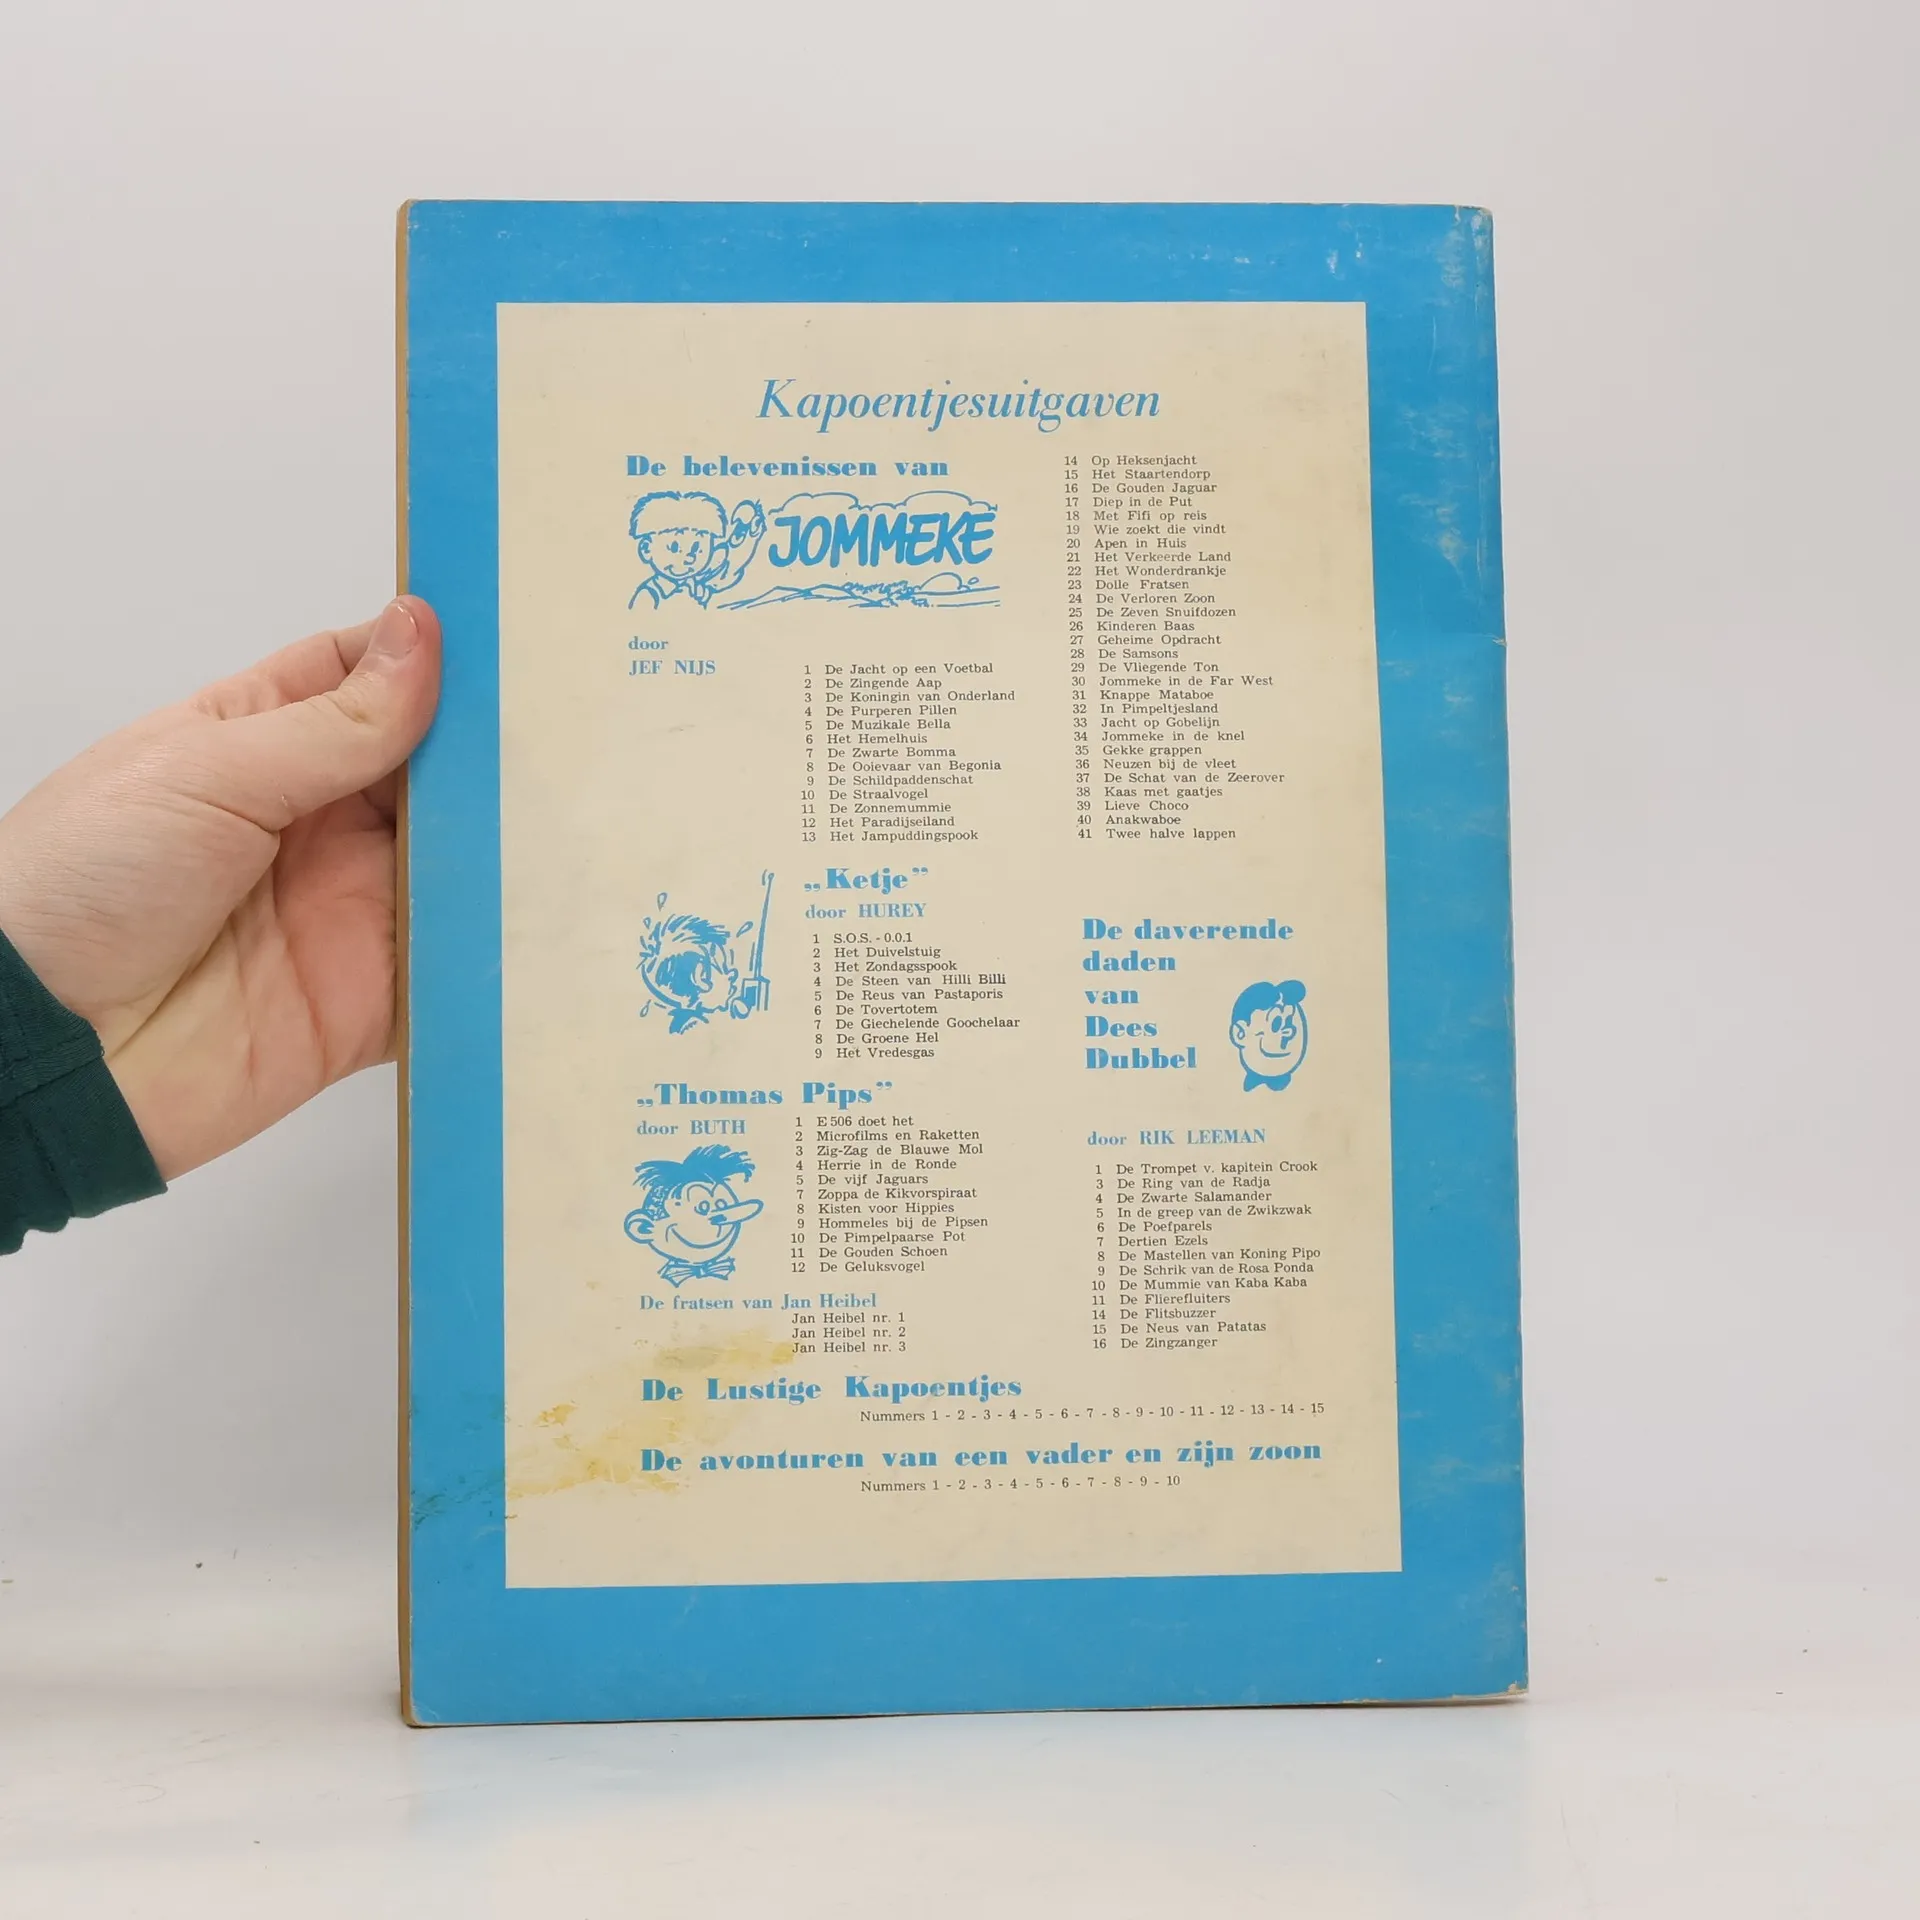 Kapoentjesuitgaven
De belevenissen van
JOMMEKE
door
JEF NIJS
1 De Jacht op een Voetbal
2 De Zingende Aap
3 De Koningin van Onderland
4 De Purperen Pillen
5 De Muzikale Bella
6 Het Hemelhuis
7 De Zwarte Bomma
8 De Ooievaar van Begonia
9 De Schildpaddenschat
10 De Straalvogel
11 De Zonnemummie
12 Het Paradijseiland
13 Het Jampuddingspook
14 Op Heksenjacht
15 Het Staartendorp
16 De Gouden Jaguar
17 Diep in de Put
18 Met Fifi op reis
19 Wie zoekt die vindt
20 Apen in Huis
21 Het Verkeerde Land
22 Het Wonderdrankje
23 Dolle Fratsen
24 De Verloren Zoon
25 De Zeven Snuifdozen
26 Kinderen Baas
27 Geheime Opdracht
28 De Samsons
29 De Vliegende Ton
30 Jommeke in de Far West
31 Knappe Mataboe
32 In Pimpeltjesland
33 Jacht op Gobelijn
34 Jommeke in de knel
35 Gekke grappen
36 Neuzen bij de vleet
37 De Schat van de Zeerover
38 Kaas met gaatjes
39 Lieve Choco
40 Anakwaboe
41 Twee halve lappen
„Ketje”
door HUREY
1 S.O.S. - 0.0.1
2 Het Duivelstuig
3 Het Zondagsspook
4 De Steen van Hilli Billi
5 De Reus van Pastaporis
6 De Tovertotem
7 De Giechelende Goochelaar
8 De Groene Hel
9 Het Vredesgas
„Thomas Pips”
door BUTH
1 E 506 doet het
2 Microfilms en Raketten
3 Zig-Zag de Blauwe Mol
4 Herrie in de Ronde
5 De vijf Jaguars
7 Zoppa de Kikvorspiraat
8 Kisten voor Hippies
9 Hommeles bij de Pipsen
10 De Pimpelpaarse Pot
11 De Gouden Schoen
12 De Geluksvogel
De fratsen van Jan Heibel
Jan Heibel nr. 1
Jan Heibel nr. 2
Jan Heibel nr. 3
De daverende
daden
van
Dees
Dubbel
door RIK LEEMAN
1 De Trompet v. kapitein Crook
3 De Ring van de Radja
4 De Zwarte Salamander
5 In de greep van de Zwikzwak
6 De Poefparels
7 Dertien Ezels
8 De Mastellen van Koning Pipo
9 De Schrik van de Rosa Ponda
10 De Mummie van Kaba Kaba
11 De Flierefluiters
14 De Flitsbuzzer
15 De Neus van Patatas
16 De Zingzanger
De Lustige Kapoentjes
Nummers 1 - 2 - 3 - 4 - 5 - 6 - 7 - 8 - 9 - 10 - 11 - 12 - 13 - 14 - 15
De avonturen van een vader en zijn zoon
Nummers 1 - 2 - 3 - 4 - 5 - 6 - 7 - 8 - 9 - 10